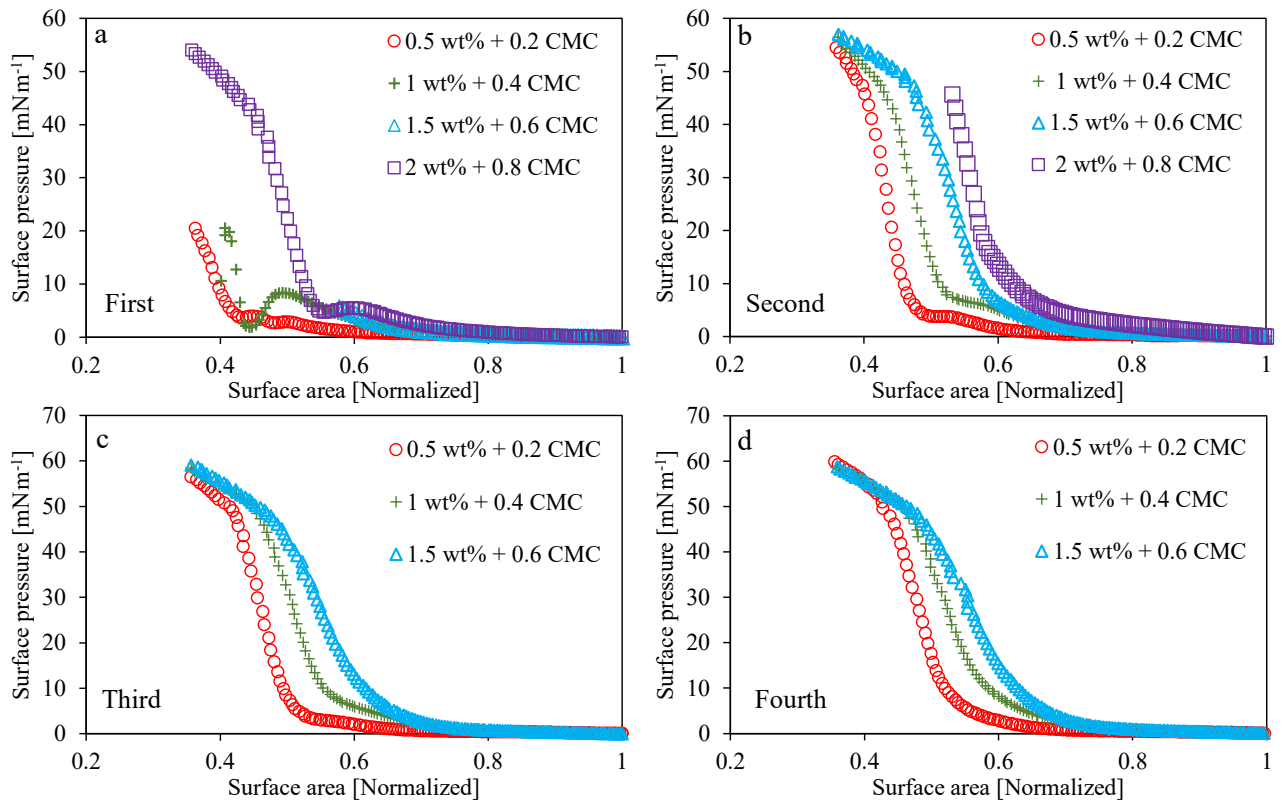 a
60
50
40
30
20
10
0
0.2 0.4 0.6 0.8 1
Surface pressure [mNm⁻¹]
Surface area [Normalized]
0.5 wt% + 0.2 CMC
1 wt% + 0.4 CMC
1.5 wt% + 0.6 CMC
2 wt% + 0.8 CMC
First
b
60
50
40
30
20
10
0
0.2 0.4 0.6 0.8 1
Surface pressure [mNm⁻¹]
Surface area [Normalized]
0.5 wt% + 0.2 CMC
1 wt% + 0.4 CMC
1.5 wt% + 0.6 CMC
2 wt% + 0.8 CMC
Second
c
70
60
50
40
30
20
10
0
0.2 0.4 0.6 0.8 1
Surface pressure [mNm⁻¹]
Surface area [Normalized]
0.5 wt% + 0.2 CMC
1 wt% + 0.4 CMC
1.5 wt% + 0.6 CMC
Third
d
70
60
50
40
30
20
10
0
0.2 0.4 0.6 0.8 1
Surface pressure [mNm⁻¹]
Surface area [Normalized]
0.5 wt% + 0.2 CMC
1 wt% + 0.4 CMC
1.5 wt% + 0.6 CMC
Fourth